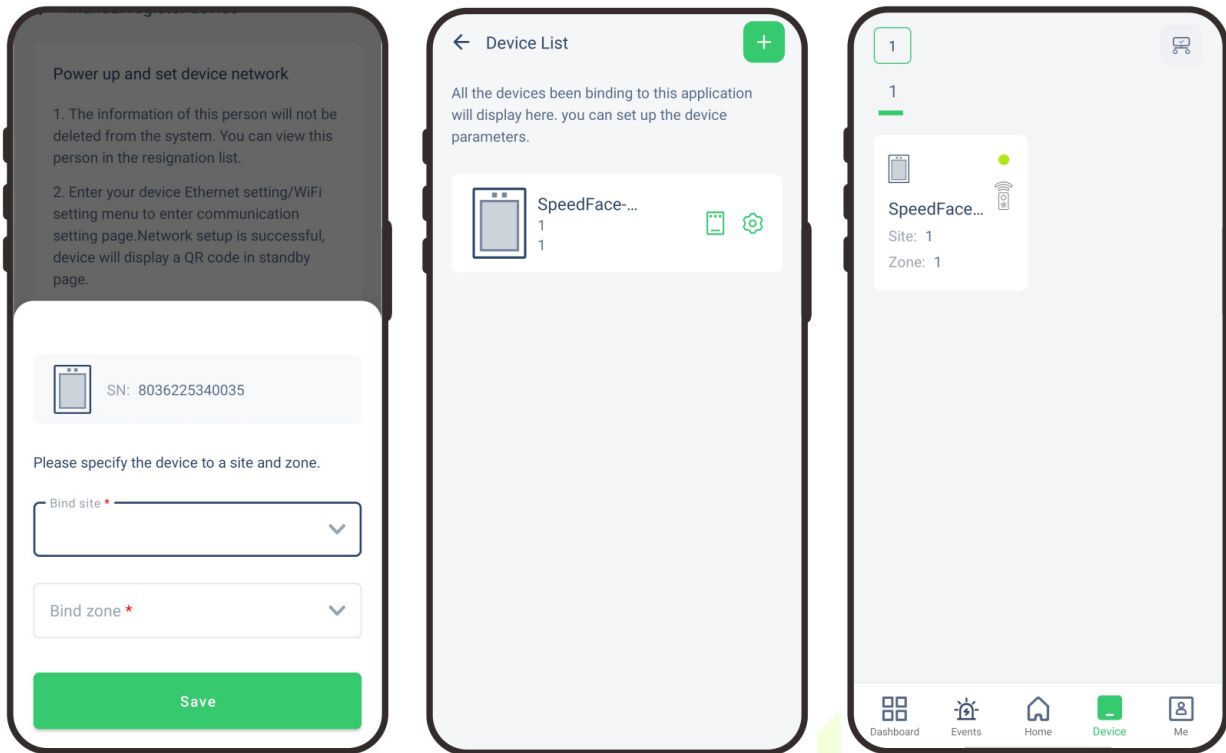 Manual register device
Power up and set device network
1. The information of this person will not be
deleted from the system. You can view this
person in the resignation list.
2. Enter your device Ethernet setting/WiFi
setting menu to enter communication
setting page.Network setup is successful,
device will display a QR code in standby
page.
SN: 8036225340035
Please specify the device to a site and zone.
Bind site *
Bind zone *
Save
Device List
All the devices been binding to this application
will display here. you can set up the device
parameters.
SpeedFace-...
1
1
1
1
SpeedFace...
Site: 1
Zone: 1
Dashboard
Events
Home
Device
Me